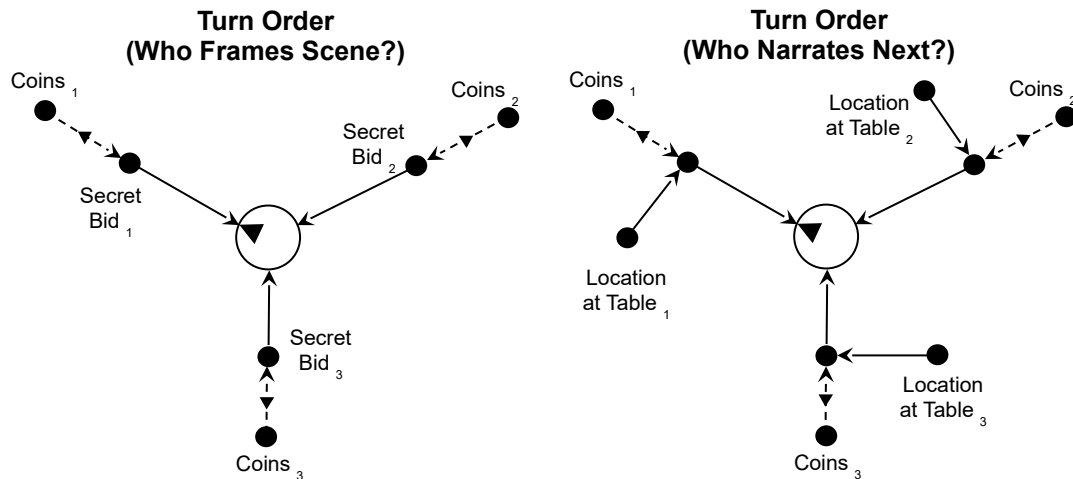 Turn Order
(Who Frames Scene?)
Coins 1
Coins 2
Secret
Bid 2
Secret
Bid 1
Secret
Bid 3
Coins 3
Turn Order
(Who Narrates Next?)
Coins 1
Location
at Table 2
Coins 2
Location
at Table 1
Location
at Table 3
Coins 3